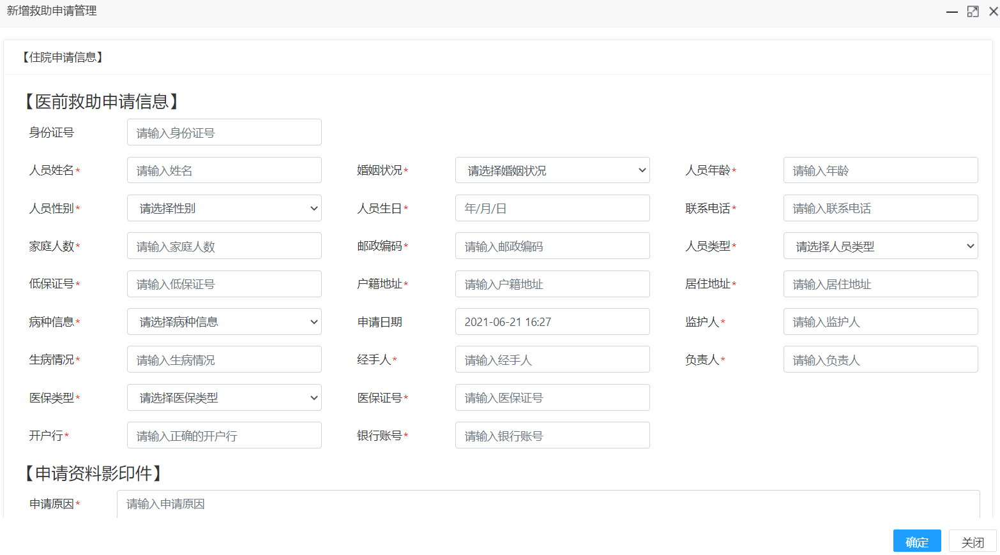 新增救助申请管理
【住院申请信息】
【医前救助申请信息】
身份证号 请输入身份证号
人员姓名* 请输入姓名 婚姻状况* 请选择婚姻状况 人员年龄* 请输入年龄
人员性别* 请选择性别 人员生日* 年/月/日 联系电话* 请输入联系电话
家庭人数* 请输入家庭人数 邮政编码* 请输入邮政编码 人员类型* 请选择人员类型
低保证号* 请输入低保证号 户籍地址* 请输入户籍地址 居住地址* 请输入居住地址
病种信息* 请选择病种信息 申请日期 2021-06-21 16:27 监护人* 请输入监护人
生病情况* 请输入生病情况 经手人* 请输入经手人 负责人* 请输入负责人
医保类型* 请选择医保类型 医保证号* 请输入医保证号
开户行* 请输入正确的开户行 银行账号* 请输入银行账号
【申请资料影印件】
申请原因* 请输入申请原因
确定 关闭